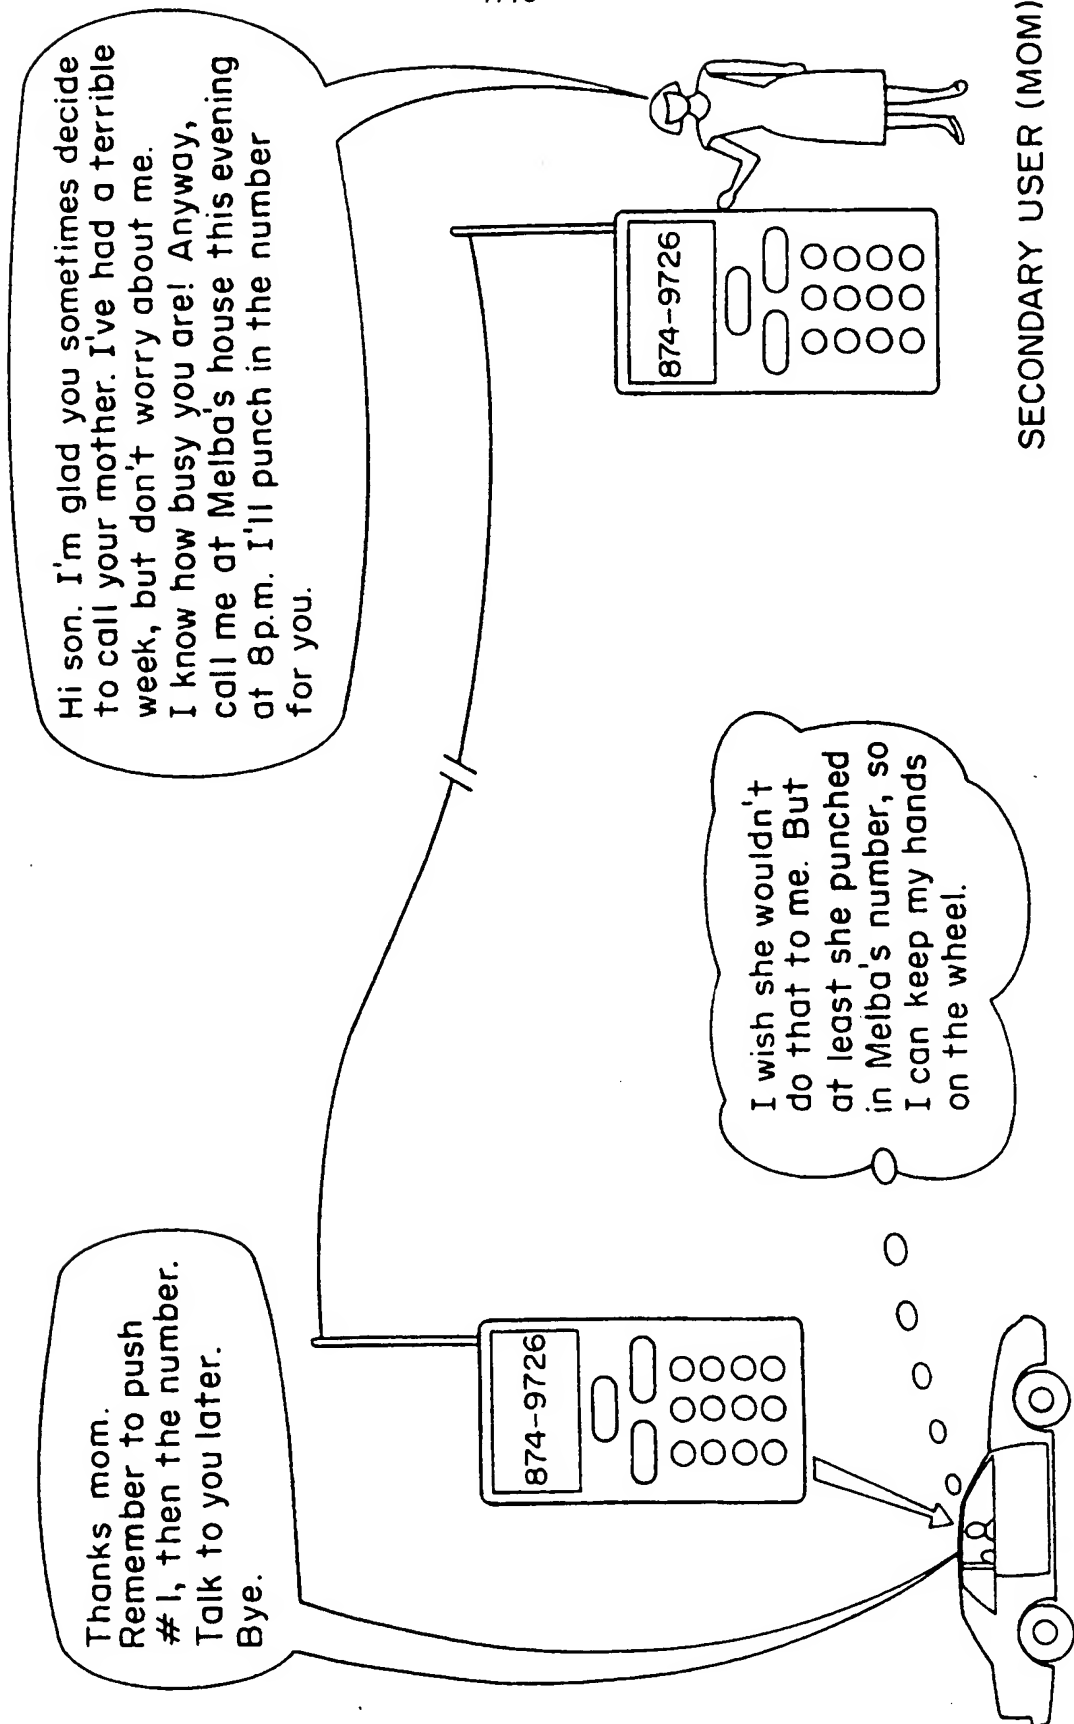 Thanks mom.
Remember to push
#1, then the number.
Talk to you later.
Bye.
Hi son. I'm glad you sometimes decide
to call your mother. I've had a terrible
week, but don't worry about me.
I know how busy you are! Anyway,
call me at Melba's house this evening
at 8p.m. I'll punch in the number
for you.
874-9726
874-9726
I wish she wouldn't
do that to me. But
at least she punched
in Melba's number, so
I can keep my hands
on the wheel.
SECONDARY USER (MOM)